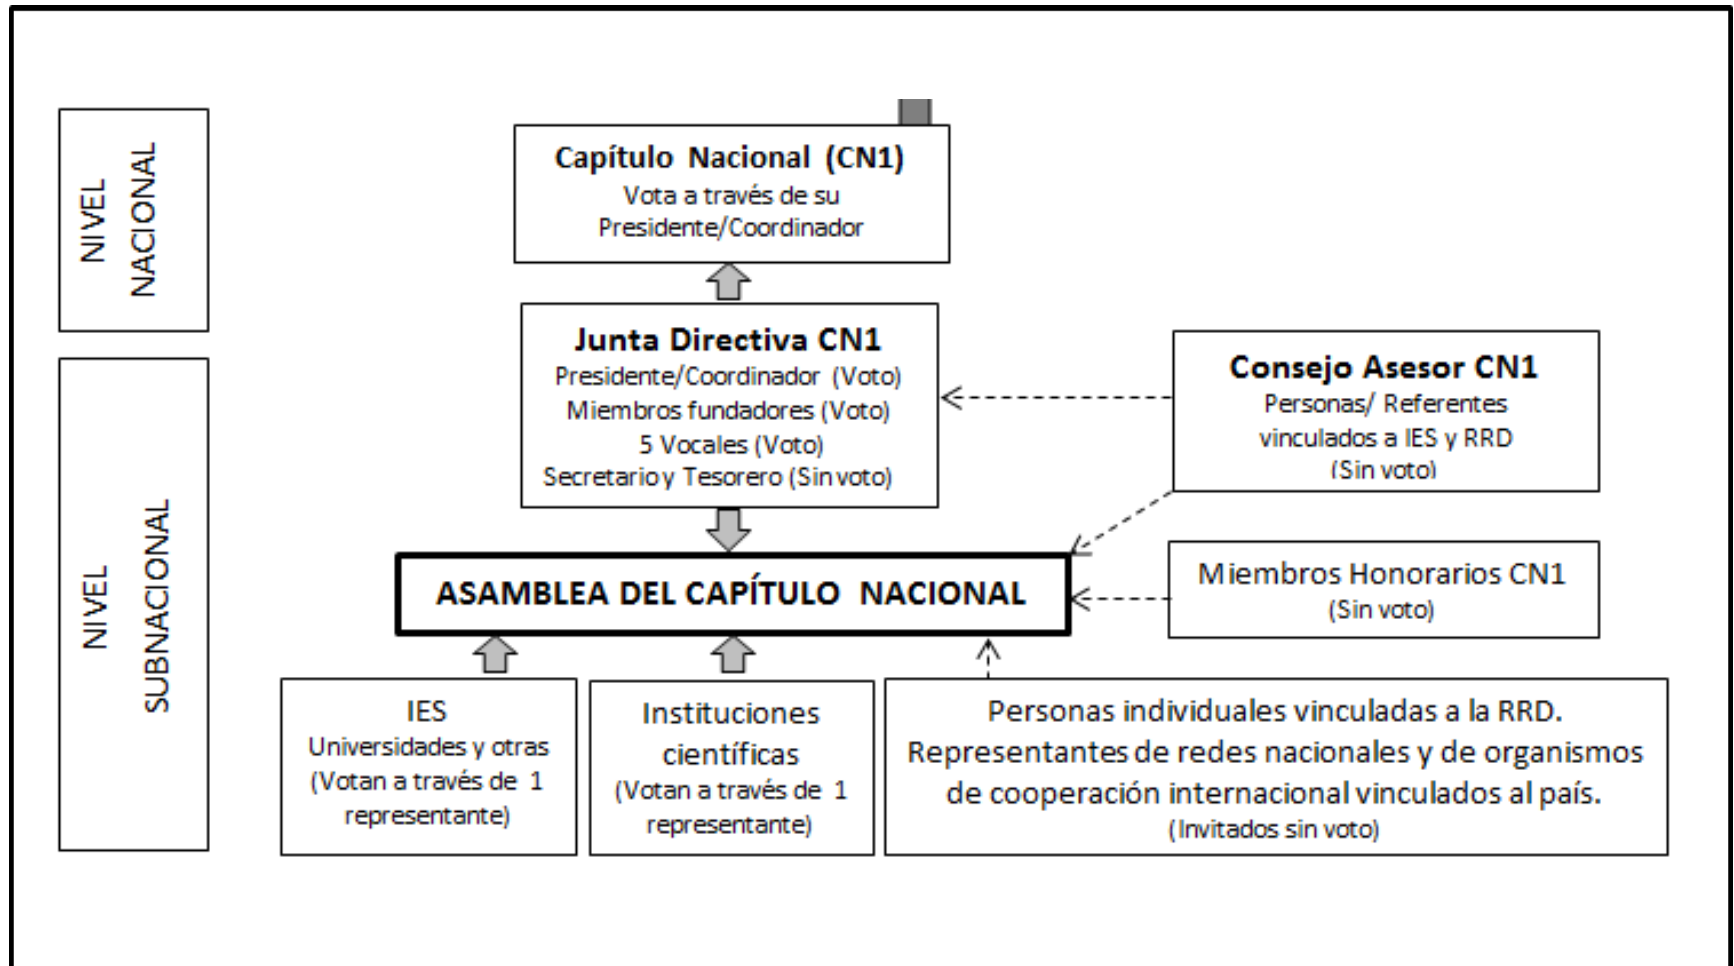 NIVEL
NACIONAL
Capítulo Nacional (CN1)
Vota a través de su
Presidente/Coordinador
Junta Directiva CN1
Presidente/Coordinador (Voto)
Miembros fundadores (Voto)
5 Vocales (Voto)
Secretario y Tesorero (Sin voto)
Consejo Asesor CN1
Personas/ Referentes
vinculados a IES y RRD
(Sin voto)
NIVEL
SUBNACIONAL
ASAMBLEA DEL CAPÍTULO NACIONAL
Miembros Honorarios CN1
(Sin voto)
IES
Universidades y otras
(Votan a través de 1
representante)
Instituciones
científicas
(Votan a través de 1
representante)
Personas individuales vinculadas a la RRD.
Representantes de redes nacionales y de organismos
de cooperación internacional vinculados al país.
(Invitados sin voto)